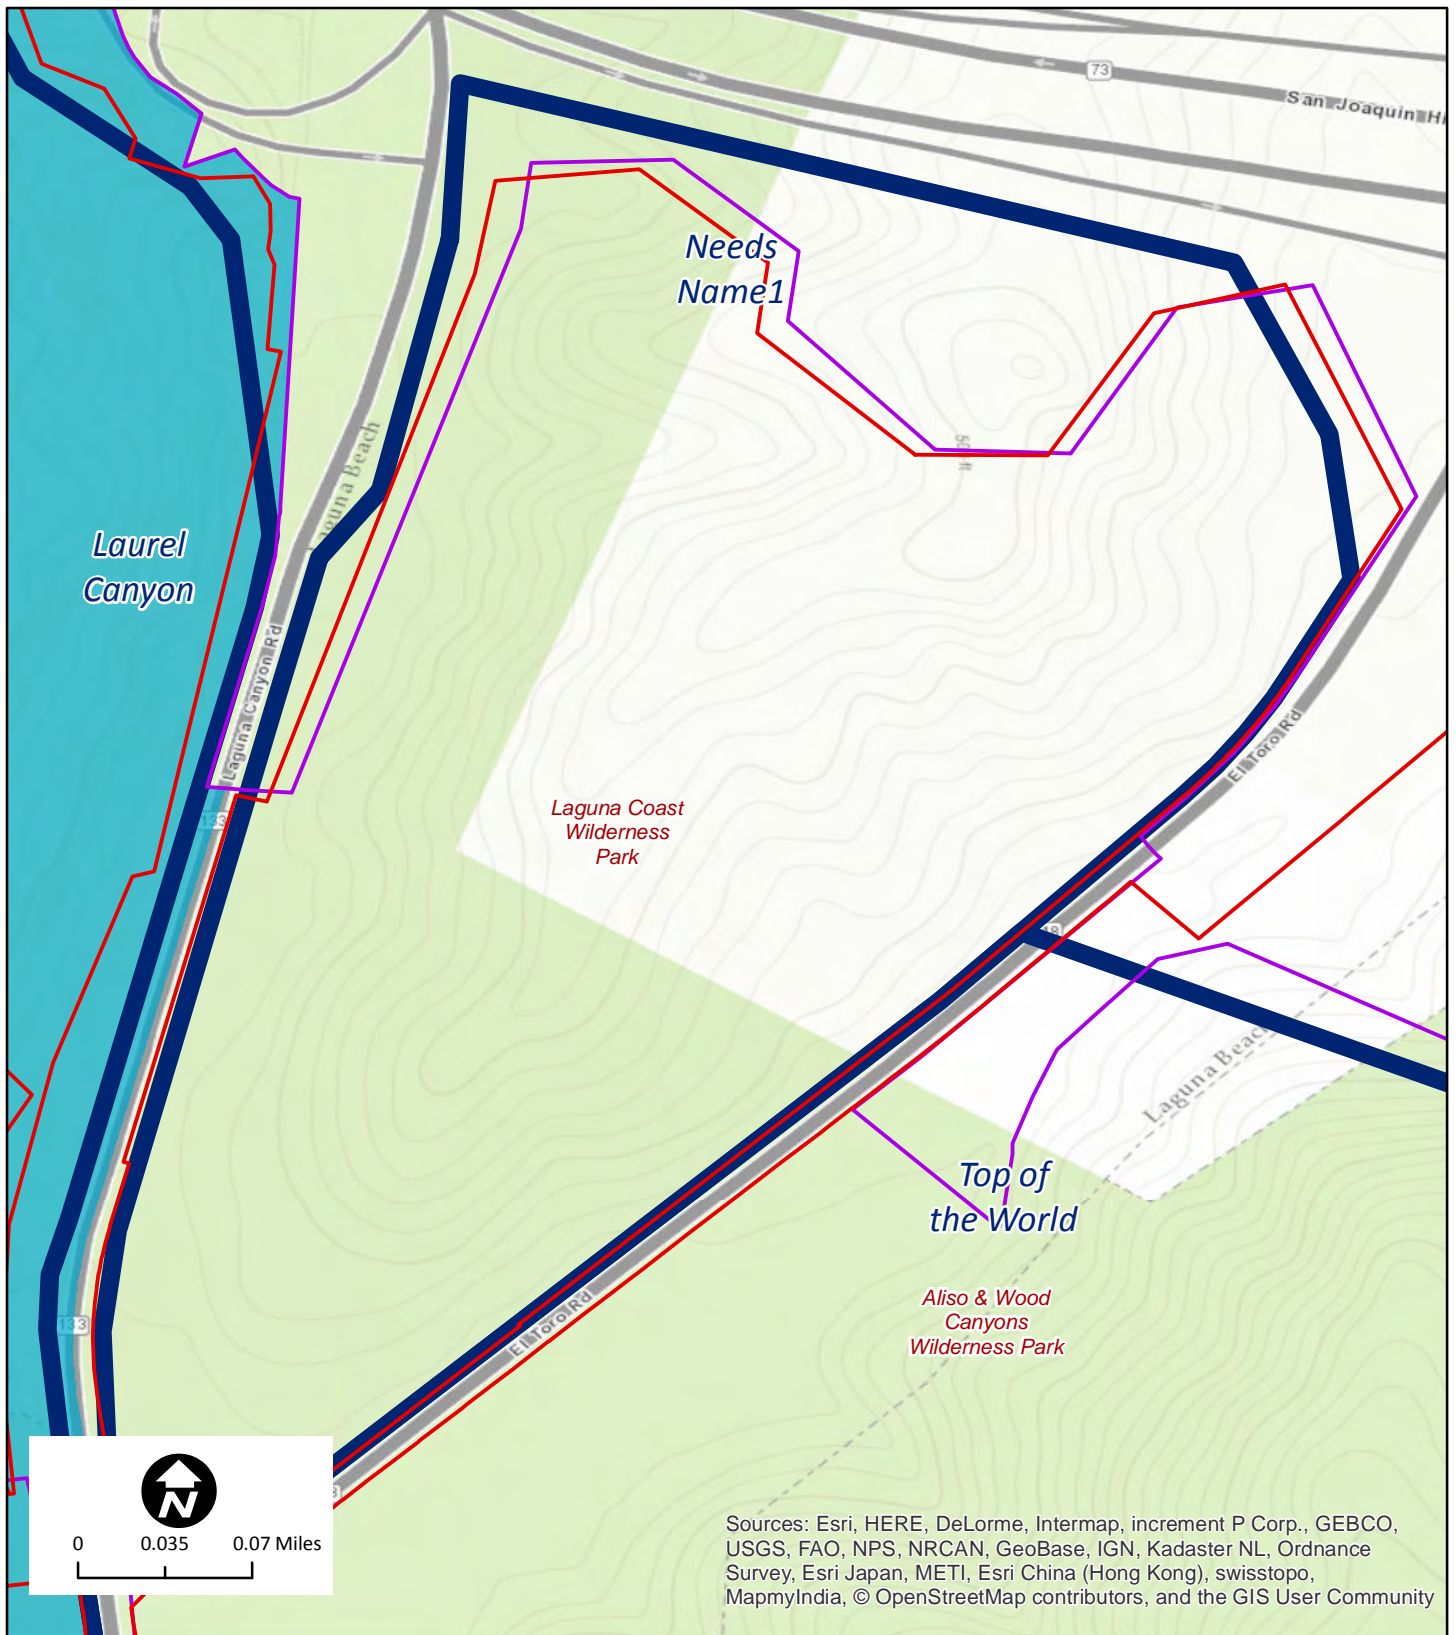 73
San Joaquin Hi
Needs
Name1
Laguna Beach
500 ft
Laurel
Canyon
Laguna Canyon Rd
El Toro Rd
Laguna Coast
Wilderness
Park
133
18
Laguna Beach
Top of
the World
Aliso & Wood
Canyons
Wilderness Park
El Toro Rd
133
N
0 0.035 0.07 Miles
Sources: Esri, HERE, DeLorme, Intermap, increment P Corp., GEBCO,
USGS, FAO, NPS, NRCAN, GeoBase, IGN, Kadaster NL, Ordnance
Survey, Esri Japan, METI, Esri China (Hong Kong), swisstopo,
MapmyIndia, © OpenStreetMap contributors, and the GIS User Community